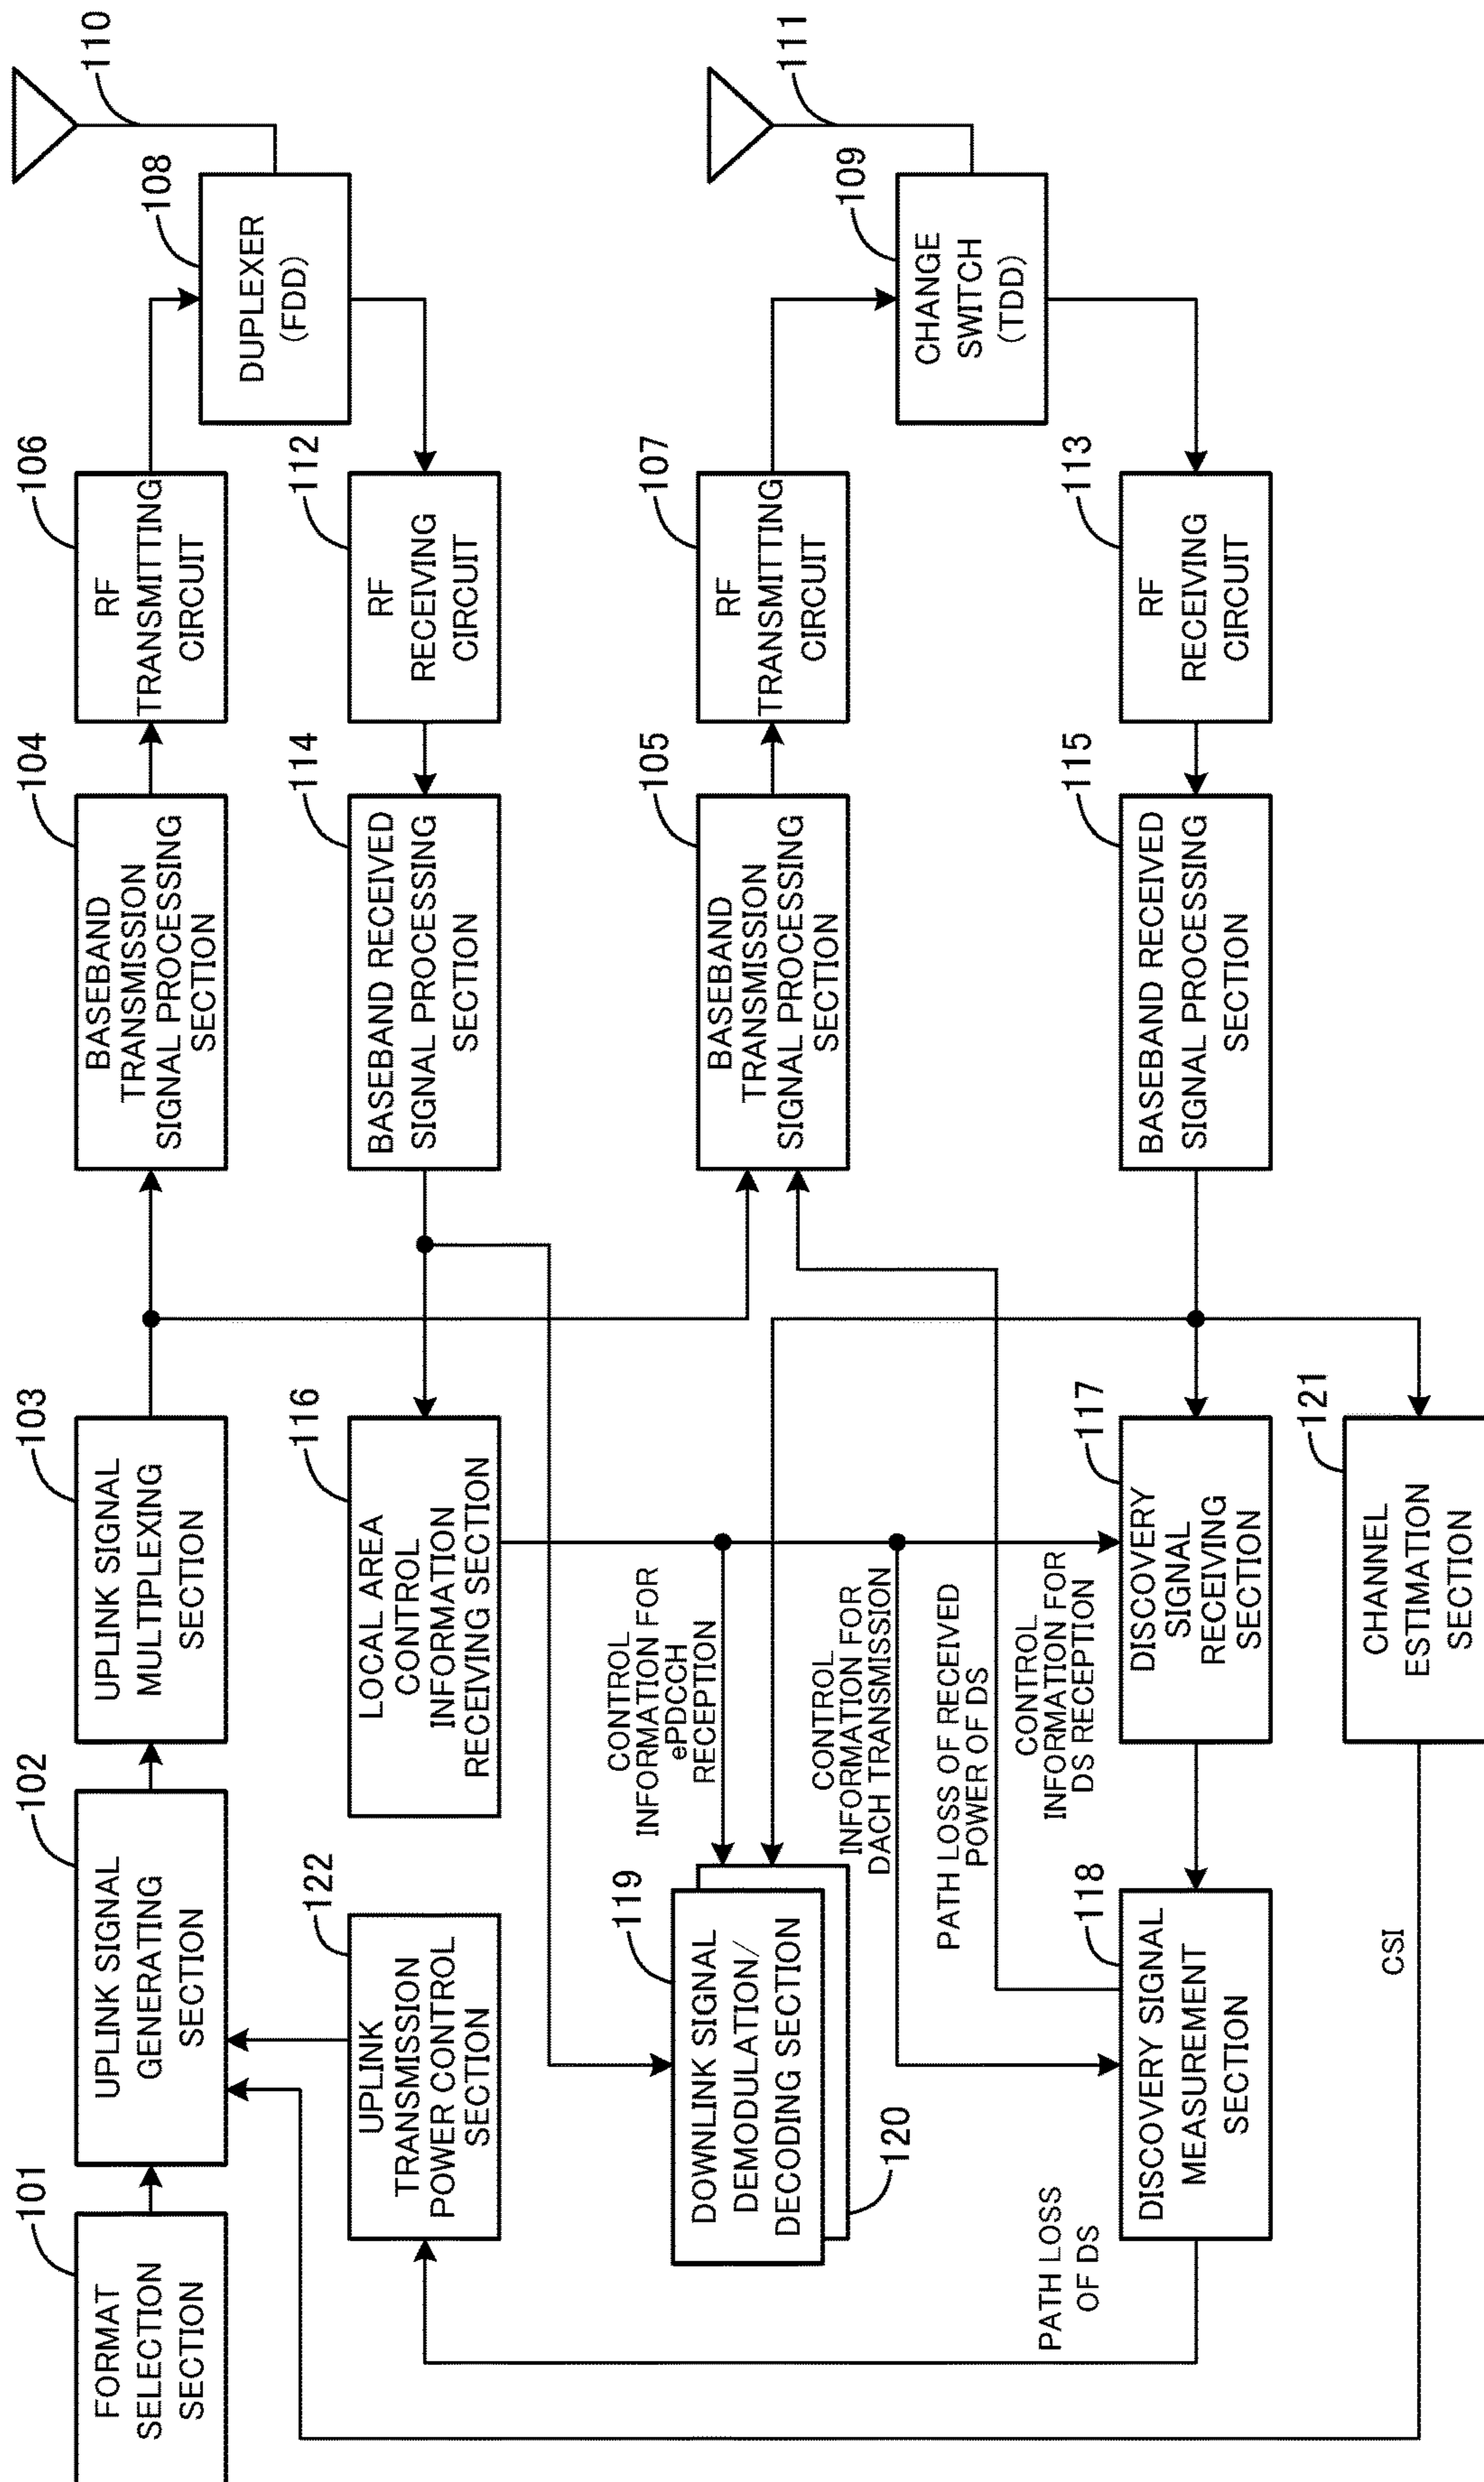 101
FORMAT
SELECTION
SECTION
102
UPLINK SIGNAL
GENERATING
SECTION
103
UPLINK SIGNAL
MULTIPLEXING
SECTION
104
BASEBAND
TRANSMISSION
SIGNAL PROCESSING
SECTION
106
RF
TRANSMITTING
CIRCUIT
108
DUPLEXER
(FDD)
110
122
UPLINK
TRANSMISSION
POWER CONTROL
SECTION
116
LOCAL AREA
CONTROL
INFORMATION
RECEIVING SECTION
114
BASEBAND RECEIVED
SIGNAL PROCESSING
SECTION
112
RF
RECEIVING
CIRCUIT
119
DOWNLINK SIGNAL
DEMODULATION/
DECODING SECTION
120
CONTROL
INFORMATION FOR
ePDCCH
RECEPTION
105
BASEBAND
TRANSMISSION
SIGNAL PROCESSING
SECTION
107
RF
TRANSMITTING
CIRCUIT
109
CHANGE
SWITCH
(TDD)
111
CONTROL
INFORMATION FOR
DACH TRANSMISSION
PATH LOSS OF RECEIVED
POWER OF DS
CONTROL
INFORMATION FOR
DS RECEPTION
PATH LOSS
OF DS
118
DISCOVERY SIGNAL
MEASUREMENT
SECTION
117
DISCOVERY
SIGNAL
RECEIVING
SECTION
115
BASEBAND RECEIVED
SIGNAL PROCESSING
SECTION
113
RF
RECEIVING
CIRCUIT
CSI
121
CHANNEL
ESTIMATION
SECTION